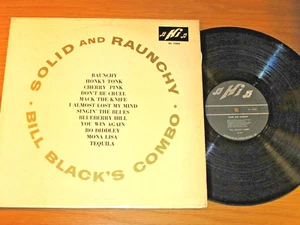 Hi
SOLID AND RAUNCHY
RAUNCHY
HONKY TONK
CHERRY PINK
DON'T BE CRUEL
MACK THE KNIFE
I ALMOST LOST MY MIND
SINGIN' THE BLUES
BLUEBERRY HILL
YOU WIN AGAIN
BO DIDDLEY
MONA LISA
TEQUILA
· BILL BLACK'S COMBO ·
Hi